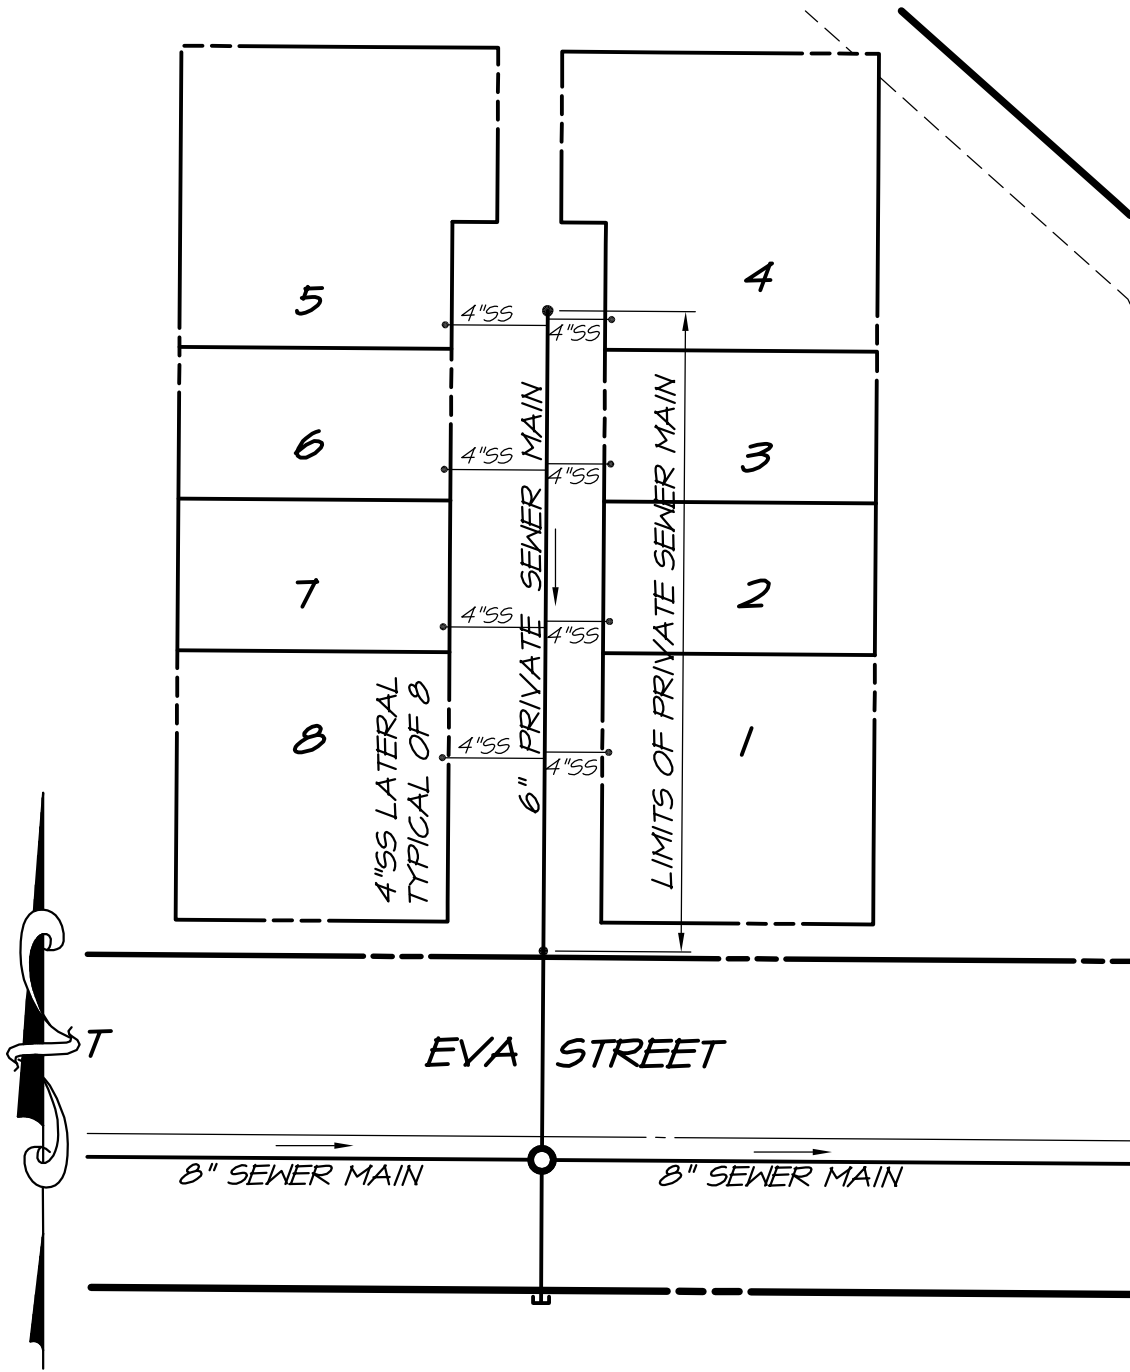 5
4
4"SS
4"SS
6
3
4"SS
4"SS
7
2
4"SS
4"SS
8
1
4"SS
4"SS
6" PRIVATE SEWER MAIN
LIMITS OF PRIVATE SEWER MAIN
4"SS LATERAL
TYPICAL OF 8
T
EVA STREET
8" SEWER MAIN
8" SEWER MAIN